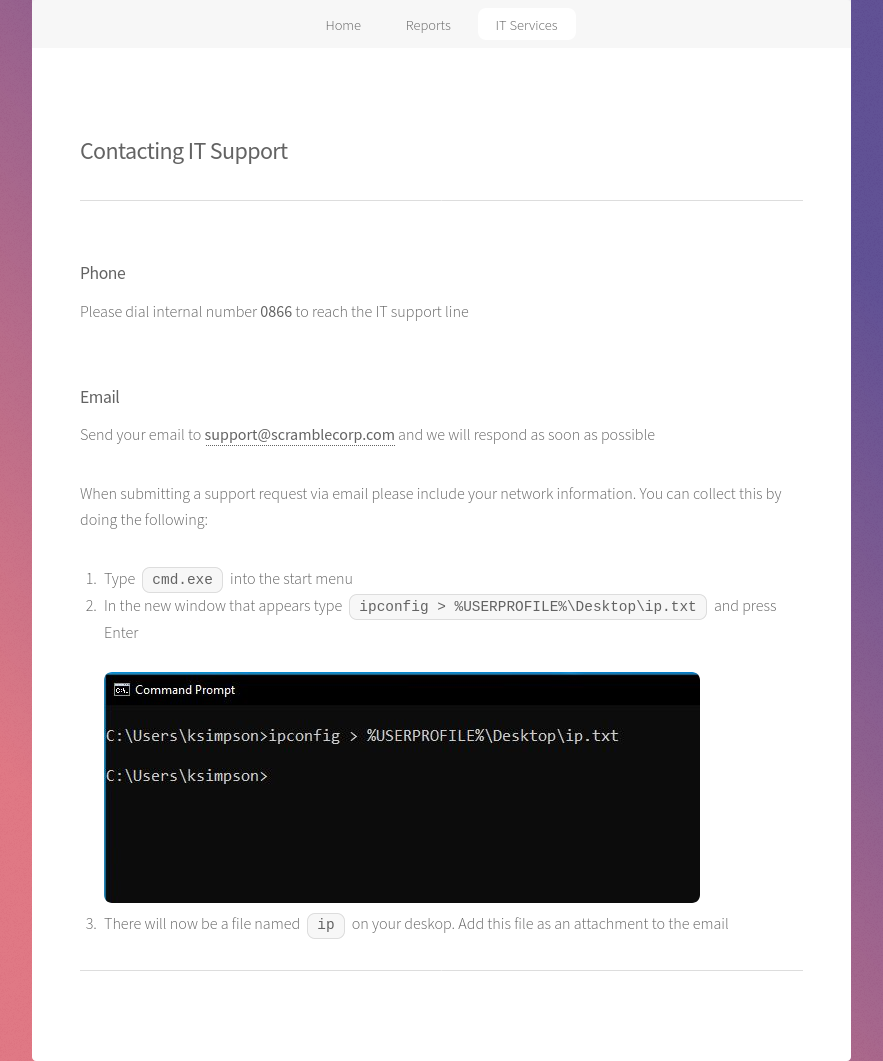 Home Reports IT Services
Contacting IT Support
Phone
Please dial internal number 0866 to reach the IT support line
Email
Send your email to support@scramblecorp.com and we will respond as soon as possible
When submitting a support request via email please include your network information. You can collect this by
doing the following:
1. Type cmd.exe into the start menu
2. In the new window that appears type ipconfig > %USERPROFILE%\Desktop\ip.txt and press
Enter
C:\. Command Prompt
C:\Users\ksimpson>ipconfig > %USERPROFILE%\Desktop\ip.txt
C:\Users\ksimpson>
3. There will now be a file named ip on your deskop. Add this file as an attachment to the email